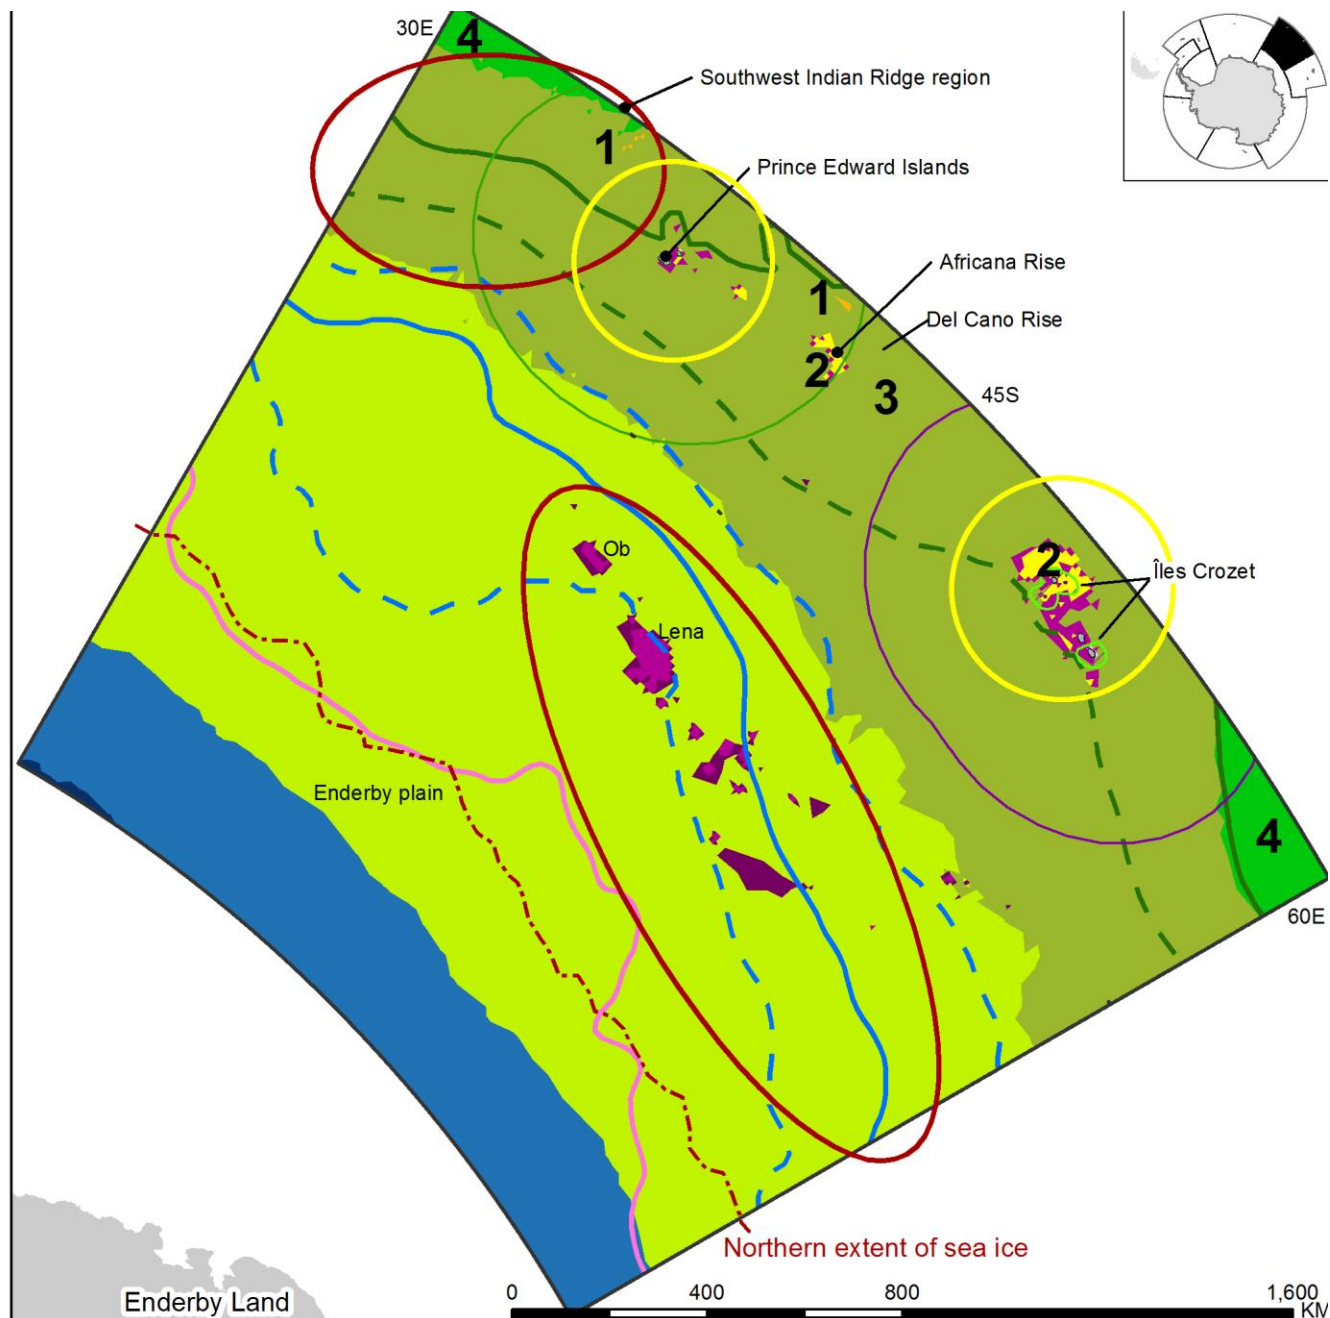 30E
4
Southwest Indian Ridge region
1
Prince Edward Islands
Africana Rise
1
Del Cano Rise
2
3
45S
2
Ob
Îles Crozet
Lena
Enderby plain
4
60E
Northern extent of sea ice
Enderby Land
0 400 800 1,600
KM